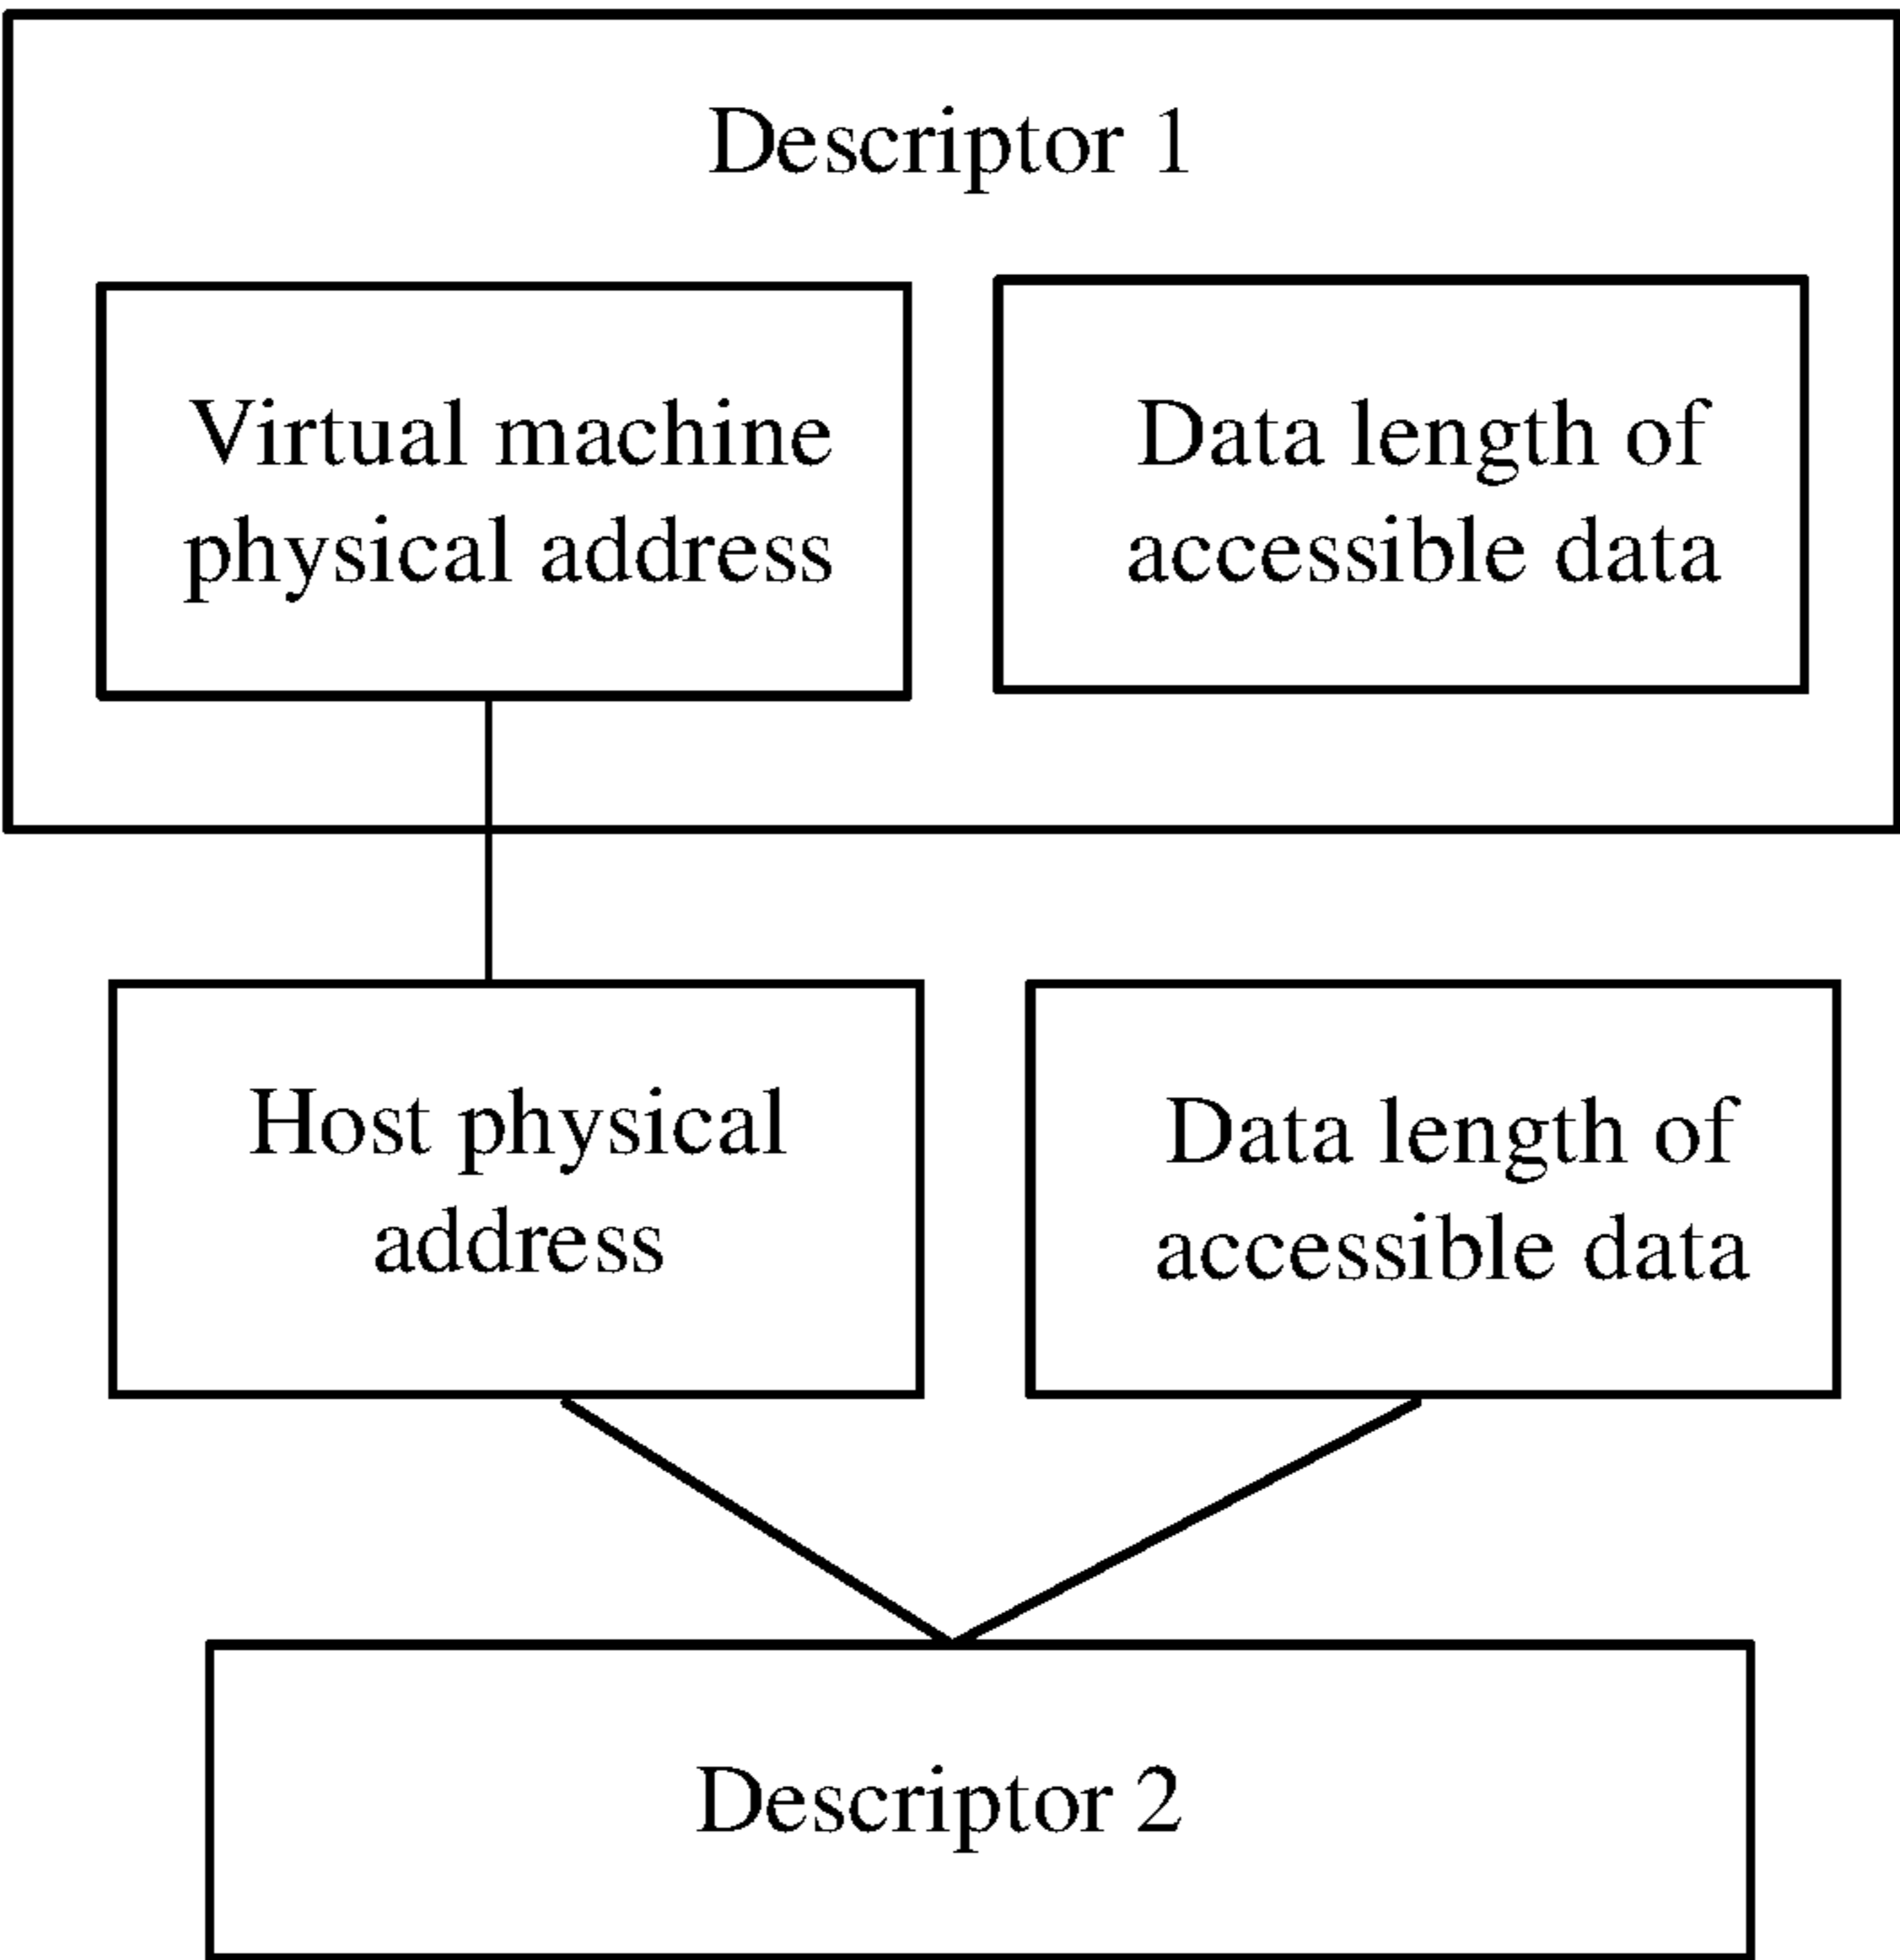 Descriptor 1
Virtual machine
physical address
Data length of
accessible data
Host physical
address
Data length of
accessible data
Descriptor 2